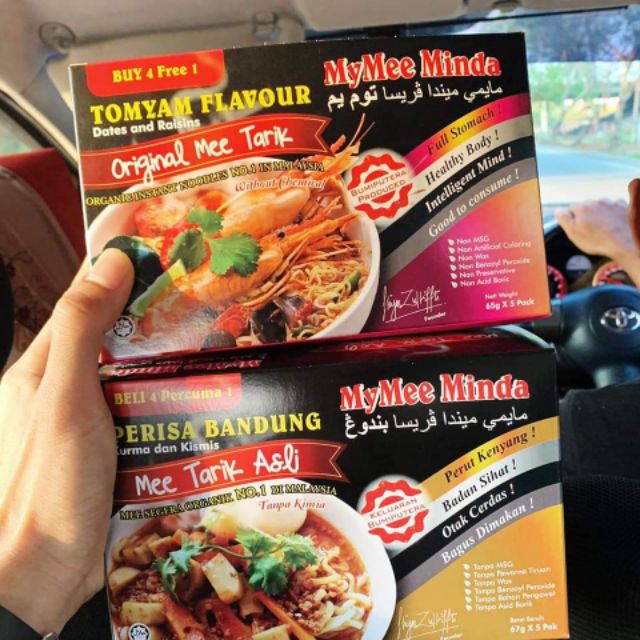 BUY 4 Free 1
MyMee Minda
مايمي ميندا ڤريسا توم يم
TOMYAM FLAVOUR
Dates and Raisins
Original Mee Tarik
ORGANIC INSTANT NOODLES NO.1 IN MALAYSIA
Without Chemical
BUMIPUTERA
PRODUCED
Full Stomach !
Healthy Body !
Intelligent Mind !
Good to consume !
Non MSG
Non Artificial Coloring
Non Wax
Non Benzoyl Peroxide
Non Preservative
Non Acid Boric
Founder
Net Weight
65g X 5 Pack
BELI 4 Percuma 1
MyMee Minda
مايمي ميندا ڤريسا بندوڠ
PERISA BANDUNG
Kurma dan Kismis
Mee Tarik Asli
MEE SEGERA ORGANIK NO.1 DI MALAYSIA
Tanpa Kimia
KELUARAN
BUMIPUTERA
Perut Kenyang !
Badan Sihat !
Otak Cerdas !
Bagus Dimakan !
Tanpa MSG
Tanpa Pewarna Tiruan
Tanpa Wax
Tanpa Benzoyl Peroxide
Tanpa Bahan Pengawet
Tanpa Asid Borik
Berat Bersih
67g X 5 Pek